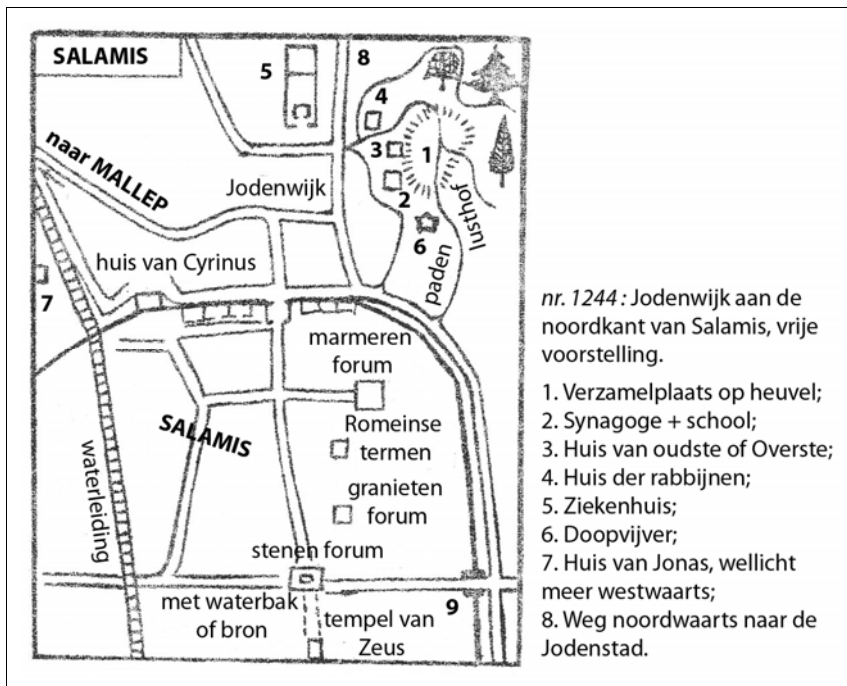 SALAMIS
5
8
4
naar MALLEP
3
1
Jodenwijk
2
lusthof
6
huis van Cyrinus
paden
7
marmeren
forum
SALAMIS
Romeinse
termen
waterleiding
granieten
forum
stenen forum
met waterbak
of bron
9
tempel van
Zeus
nr. 1244 : Jodenwijk aan de
noordkant van Salamis, vrije
voorstelling.
1. Verzamelplaats op heuvel;
2. Synagoge + school;
3. Huis van oudste of Overste;
4. Huis der rabbijnen;
5. Ziekenhuis;
6. Doopvijver;
7. Huis van Jonas, wellicht
meer westwaarts;
8. Weg noordwaarts naar de
Jodenstad.